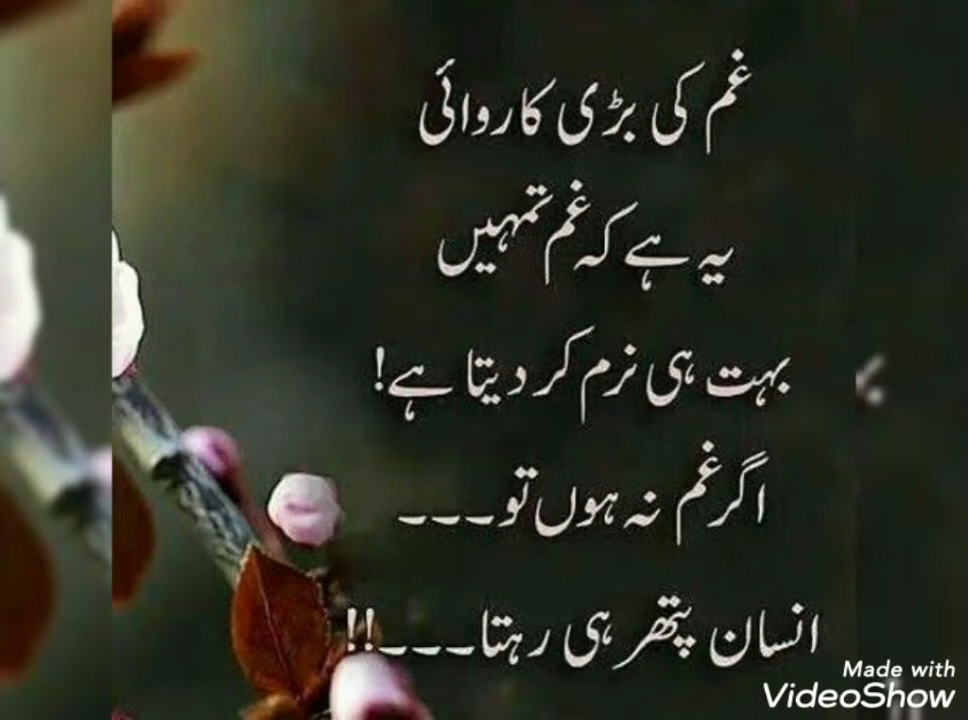 غم کی بڑی کاروائی
یہ ہے کہ غم تمہیں
بہت ہی نرم کر دیتا ہے!
اگر غم نہ ہوں تو۔۔۔
انسان پتھر ہی رہتا۔۔۔۔!!
Made with
VideoShow